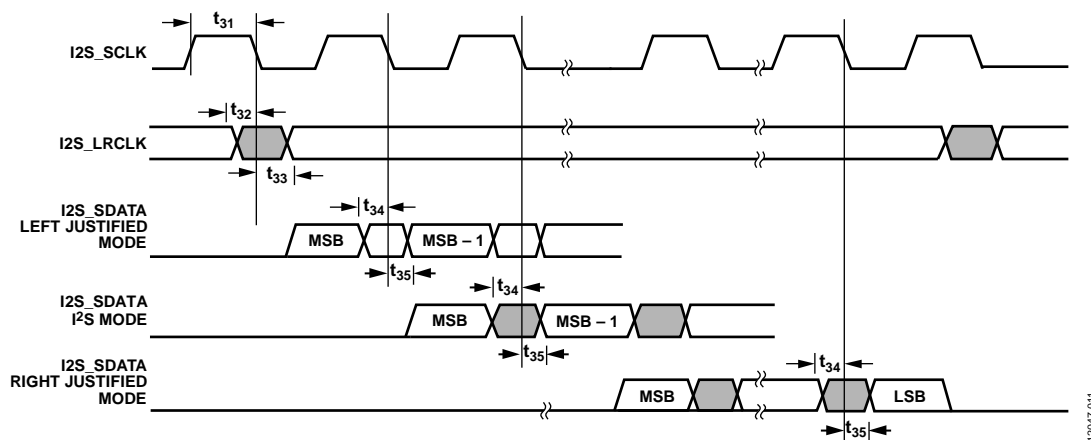 t31
I2S_SCLK
t32
I2S_LRCLK
t33
I2S_SDATA
LEFT JUSTIFIED
MODE
t34
MSB
MSB – 1
t35
I2S_SDATA
I2S MODE
t34
MSB
MSB – 1
t35
I2S_SDATA
RIGHT JUSTIFIED
MODE
t34
MSB
LSB
t35